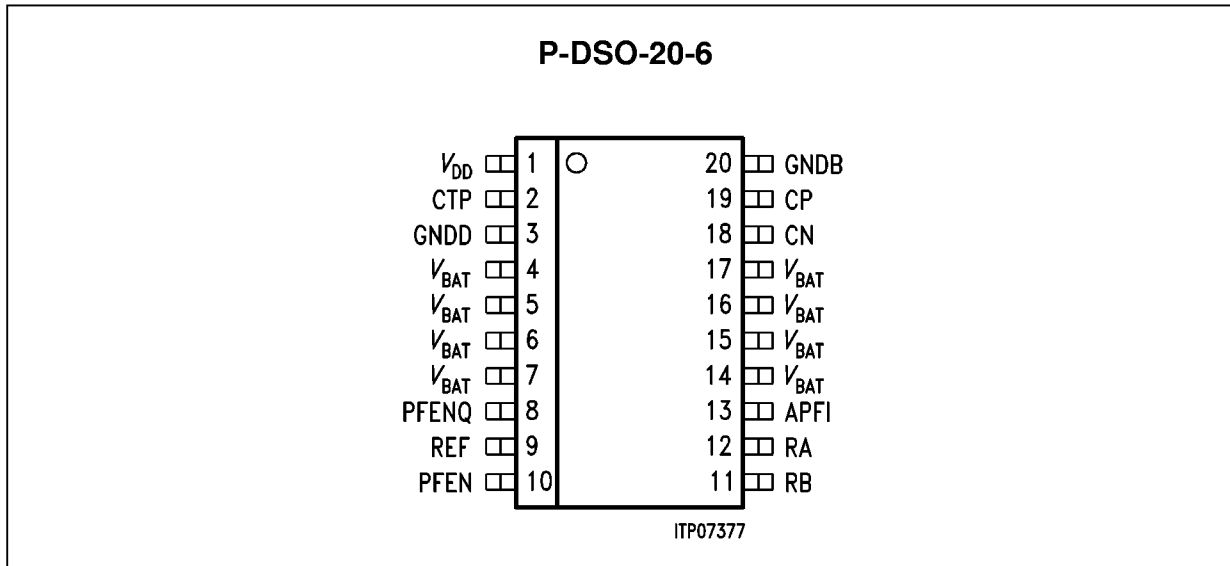 P-DSO-20-6
VDD 1 20 GNDB
CTP 2 19 CP
GNDD 3 18 CN
VBAT 4 17 VBAT
VBAT 5 16 VBAT
VBAT 6 15 VBAT
VBAT 7 14 VBAT
PFENQ 8 13 APFI
REF 9 12 RA
PFEN 10 11 RB
ITP07377